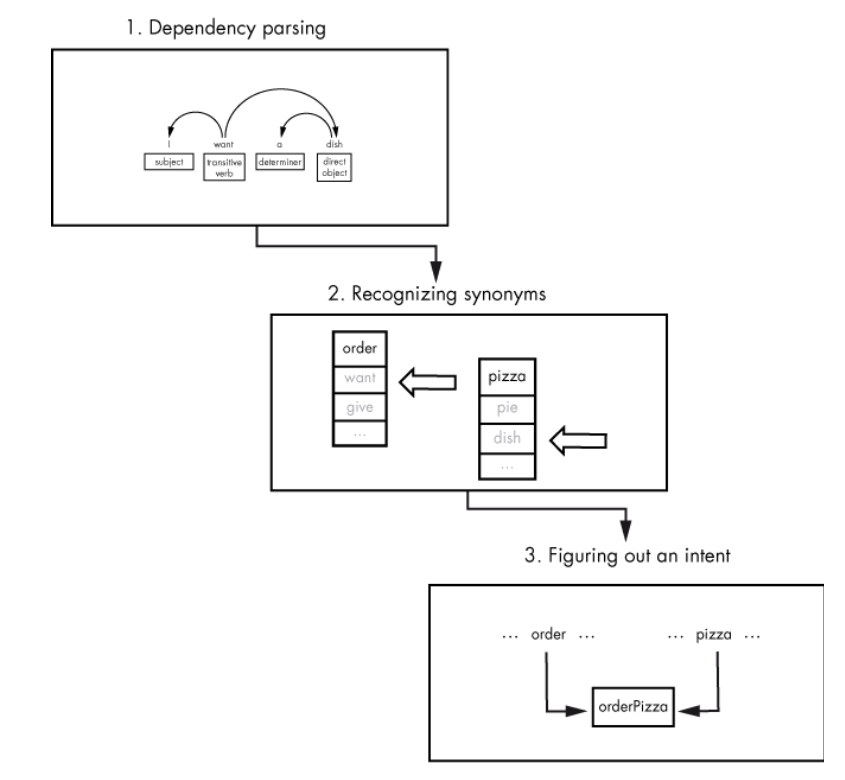 1. Dependency parsing
I want a dish
subject transitive verb determiner direct object
2. Recognizing synonyms
order
want
give
...
pizza
pie
dish
...
3. Figuring out an intent
... order ... ... pizza ...
orderPizza